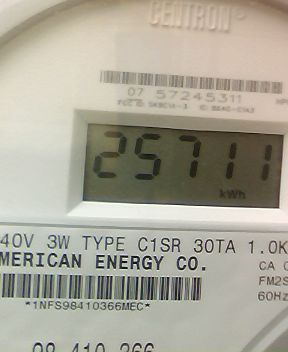 CENTRON®
07 57245311
25711
kWh
40V 3W TYPE C1SR 30TA 1.0K
MERICAN ENERGY CO.
CA
FM2S
60Hz
*1NFS98410366MEC*